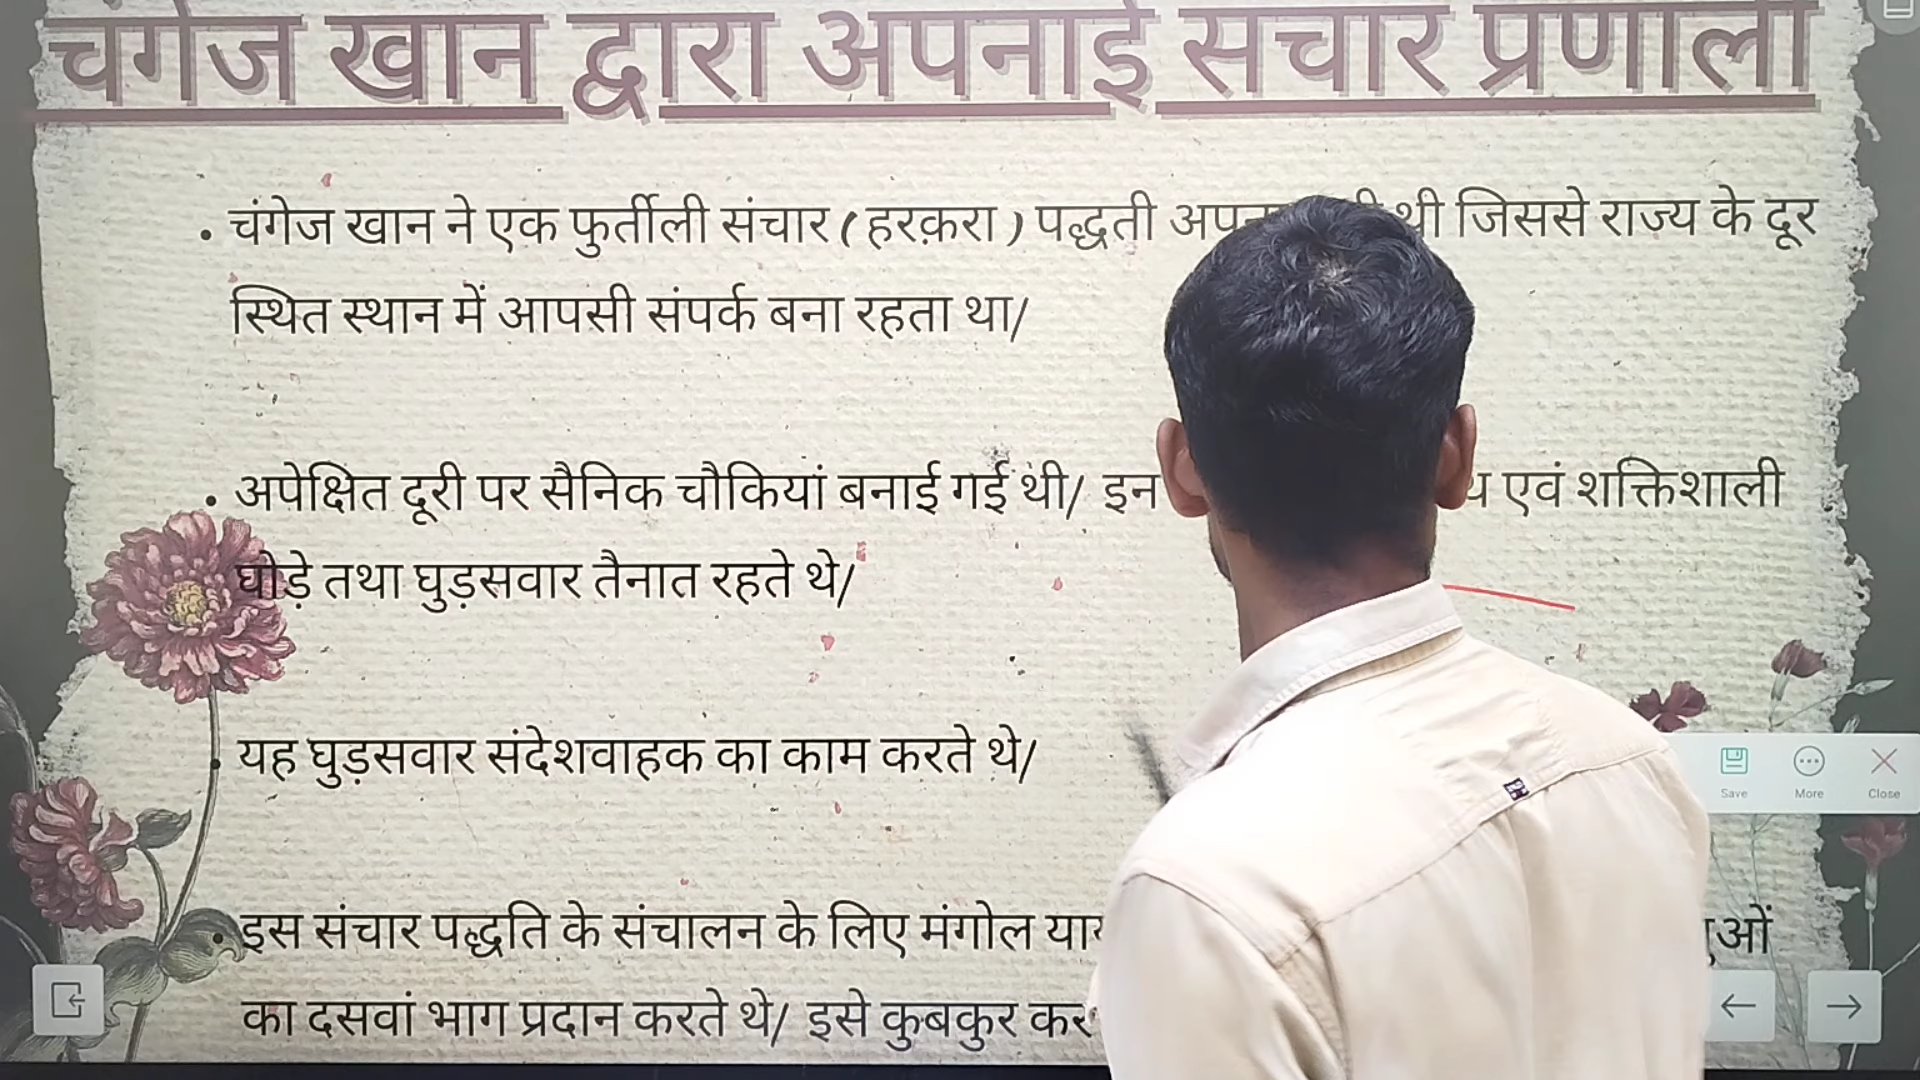 चंगेज खान द्वारा अपनाई संचार प्रणाली
• चंगेज खान ने एक फुर्तीली संचार ( हरक़रा ) पद्धती थी जिससे राज्य के दूर
स्थित स्थान में आपसी संपर्क बना रहता था/
• अपेक्षित दूरी पर सैनिक चौकियां बनाई गई थी/ इन एवं शक्तिशाली
घोड़े तथा घुड़सवार तैनात रहते थे/
• यह घुड़सवार संदेशवाहक का काम करते थे/
Save More Close
• इस संचार पद्धति के संचालन के लिए मंगोल
का दसवां भाग प्रदान करते थे/ इसे कुबकुर कर